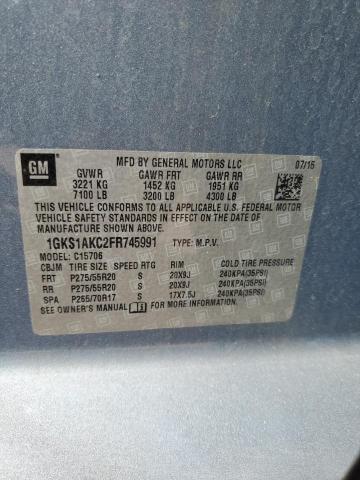 GM
MFD BY GENERAL MOTORS LLC 07/15
GVWR GAWR FRT GAWR RR
3221 KG 1452 KG 1951 KG
7100 LB 3200 LB 4300 LB
THIS VEHICLE CONFORMS TO ALL APPLICABLE U.S. FEDERAL MOTOR
VEHICLE SAFETY STANDARDS IN EFFECT ON THE DATE OF
MANUFACTURE SHOWN ABOVE.
1GKS1AKC2FR745991 TYPE: M.P.V.
MODEL: C15706
CBJM TIRE SIZE SPEED RTG RIM COLD TIRE PRESSURE
FRT P275/55R20 S 20X9J 240KPA(35PSI)
RR P275/55R20 S 20X9J 240KPA(35PSI)
SPA P265/70R17 S 17X7.5J 240KPA(35PSI)
SEE OWNER'S MANUAL FOR MORE INFORMATION.